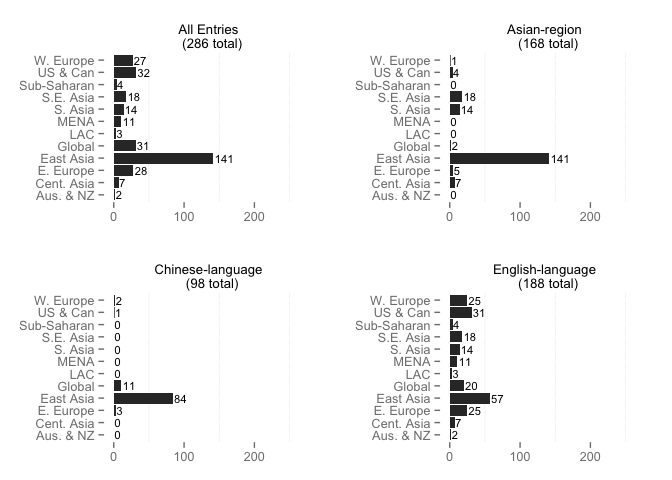 All Entries
(286 total)
W. Europe 27
US & Can 32
Sub-Saharan 4
S.E. Asia 18
S. Asia 14
MENA 11
LAC 3
Global 31
East Asia 141
E. Europe 28
Cent. Asia 7
Aus. & NZ 2
0 100 200
Asian-region
(168 total)
W. Europe 1
US & Can 4
Sub-Saharan 0
S.E. Asia 18
S. Asia 14
MENA 0
LAC 0
Global 2
East Asia 141
E. Europe 5
Cent. Asia 7
Aus. & NZ 0
0 100 200
Chinese-language
(98 total)
W. Europe 2
US & Can 1
Sub-Saharan 0
S.E. Asia 0
S. Asia 0
MENA 0
LAC 0
Global 11
East Asia 84
E. Europe 3
Cent. Asia 0
Aus. & NZ 0
0 100 200
English-language
(188 total)
W. Europe 25
US & Can 31
Sub-Saharan 4
S.E. Asia 18
S. Asia 14
MENA 11
LAC 3
Global 20
East Asia 57
E. Europe 25
Cent. Asia 7
Aus. & NZ 2
0 100 200